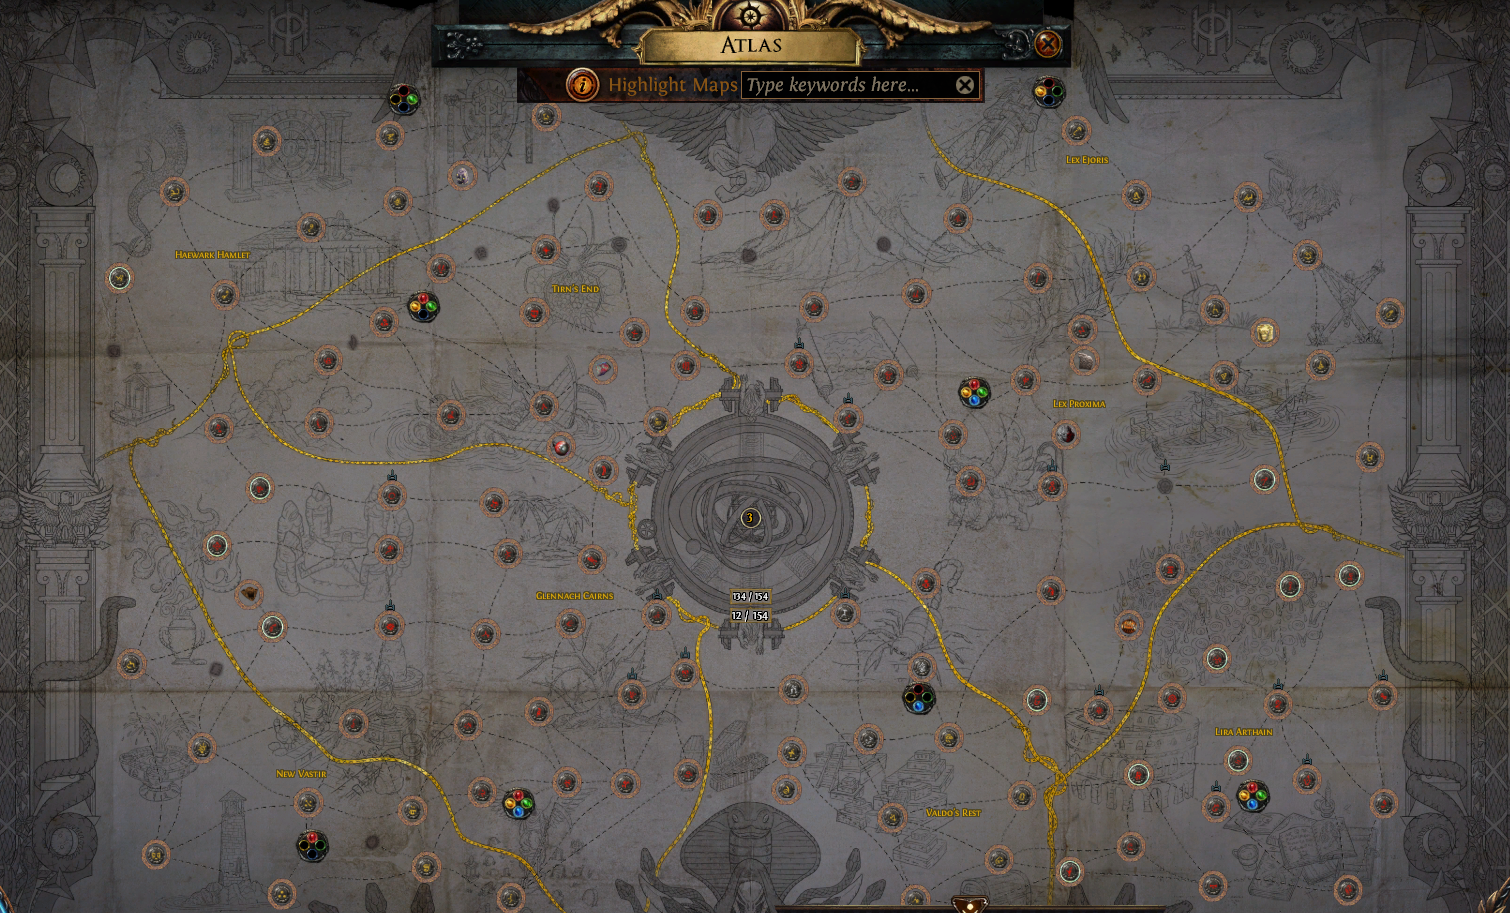 Atlas
Highlight Maps Type keywords here...
Lex Ejoris
Haewark Hamlet
Tirn's End
Lex Proxima
3
Glennach Cairns
134 / 154
12 / 154
Lira Arthain
New Vastir
Valdo's Rest